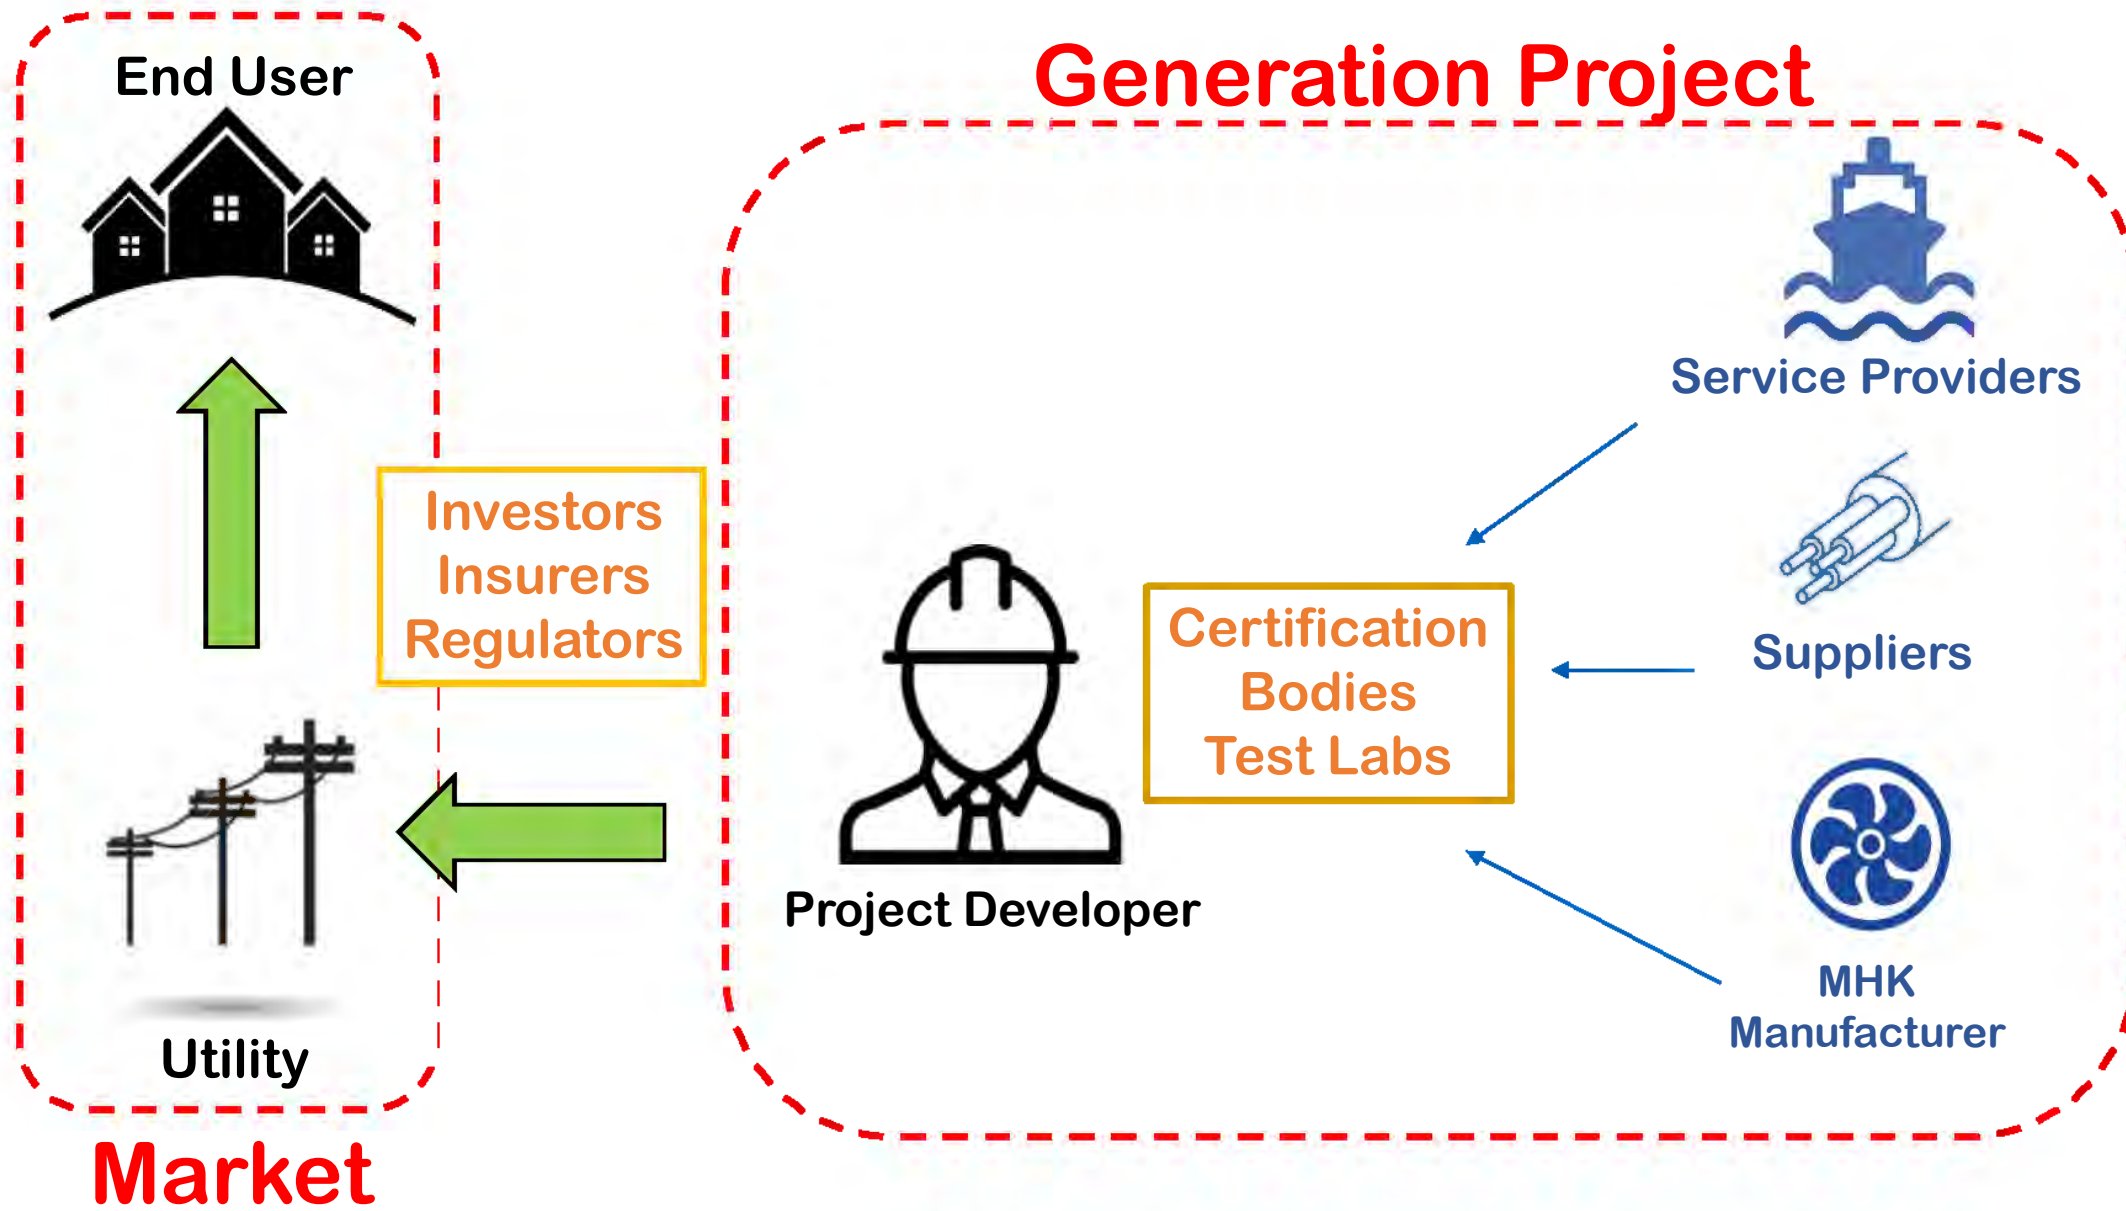 End User
Utility
Market
Investors
Insurers
Regulators
Generation Project
Project Developer
Certification
Bodies
Test Labs
Service Providers
Suppliers
MHK
Manufacturer